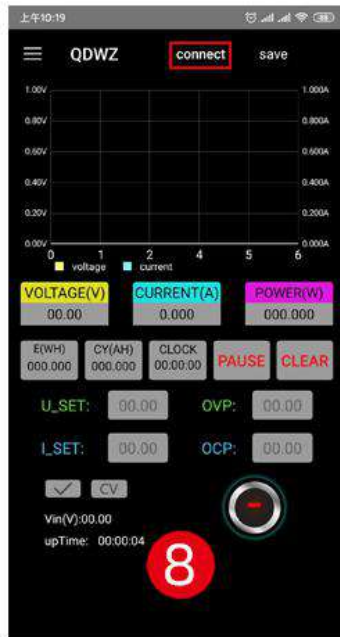 上午10:19 88
QDWZ connect save
1.00V 1.000A
0.80V 0.800A
0.60V 0.600A
0.40V 0.400A
0.20V 0.200A
0.00V 0.000A
0 1 2 4 5 6
voltage current
VOLTAGE(V) CURRENT(A) POWER(W)
00.00 0.000 000.000
E(WH) CY(AH) CLOCK
000.000 000.000 00:00:00 PAUSE CLEAR
U_SET: 00.00 OVP: 00.00
I_SET: 00.00 OCP: 00.00
CV
Vin(V):00.00
upTime: 00:00:04
8